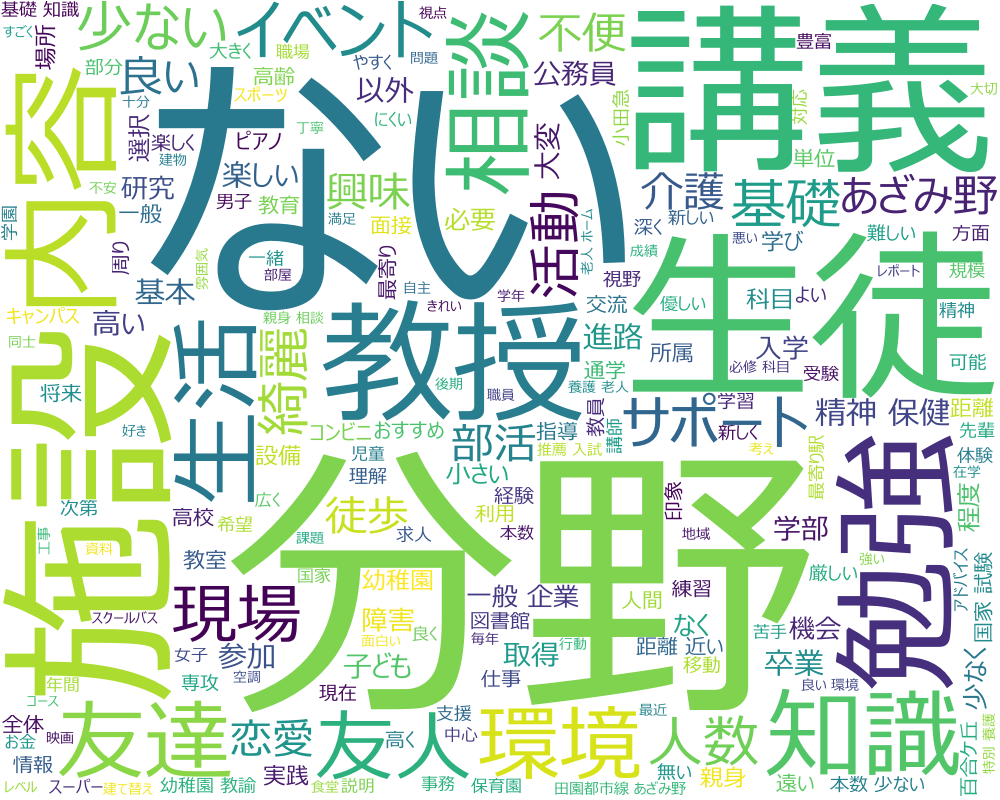 基礎 知識
すごく
場所
少ない
部分
イベント
大きく
職場
高齢
スポーツ
やすく
問題
視点
相談
不便
豊富
公務員
小田急
対応
講義
大切
内容
良い
十分
選択
楽しく
建物
ピアノ
丁寧
以外
にくい
ない
大変
単位
不安
研究
楽しい
男子
教育
満足
興味
面接
必要
活動
介護
基礎
あざみ野
学園
一般
周り
雰囲気
一緒
部屋
最寄り
自主
視野
老人 ホーム
深く
新しい
成績
悪い
学び
難しい
方面
基本
きれい
学年
交流
優しい
科目
よい
レポート
規模
キャンパス
高い
親身 相談
進路
所属
入学
精神
同士
施設
生活
綺麗
教授
通学
必修 科目
受験
可能
生徒
将来
後期
職員
養護 老人
サポート
学習
精神 保健
距離
好き
コンビニ
おすすめ
部活
指導
教員
講師
新しく
最寄り駅
先輩
設備
児童
理解
小さい
推薦 入試
考え
勉強
程度
体験
在学
次第
高校
希望
広く
徒歩
経験
利用
本数
印象
地域
学部
強い
工事
資料
教室
課題
国家
求人
分野
練習
厳しい
アドバイス
国家 試験
スクールバス
現場
幼稚園
障害
面白い
良く
毎年
一般 企業
図書館
人間
なく
苦手
機会
女子
参加
空調
子ども
取得
行動
距離 近い
移動
卒業
良い 環境
少なく
年間
コース
専攻
現在
仕事
友達
恋愛
友人
支援
中心
環境
最近
人数
知識
百合ケ丘
特別 養護
全体
お金
映画
情報
実践
高く
無い
親身
遠い
レベル
スーパー
建て替え
幼稚園 教諭
食堂
説明
事務
保育園
田園都市線 あざみ野
本数 少ない